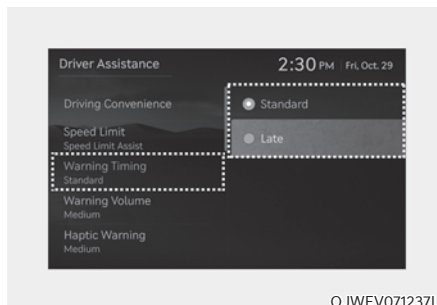 Driver Assistance
2:30 PM Fri, Oct. 29
Driving Convenience
Speed Limit
Speed Limit Assist
Warning Timing
Standard
Warning Volume
Medium
Haptic Warning
Medium
Standard
Late
OJWEV071237L